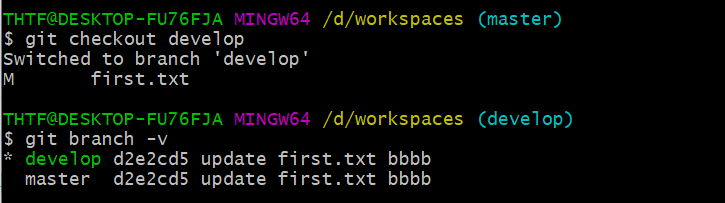 THTF@DESKTOP-FU76FJA MINGW64 /d/workspaces (master)
$ git checkout develop
Switched to branch 'develop'
M       first.txt
THTF@DESKTOP-FU76FJA MINGW64 /d/workspaces (develop)
$ git branch -v
* develop d2e2cd5 update first.txt bbbb
  master  d2e2cd5 update first.txt bbbb